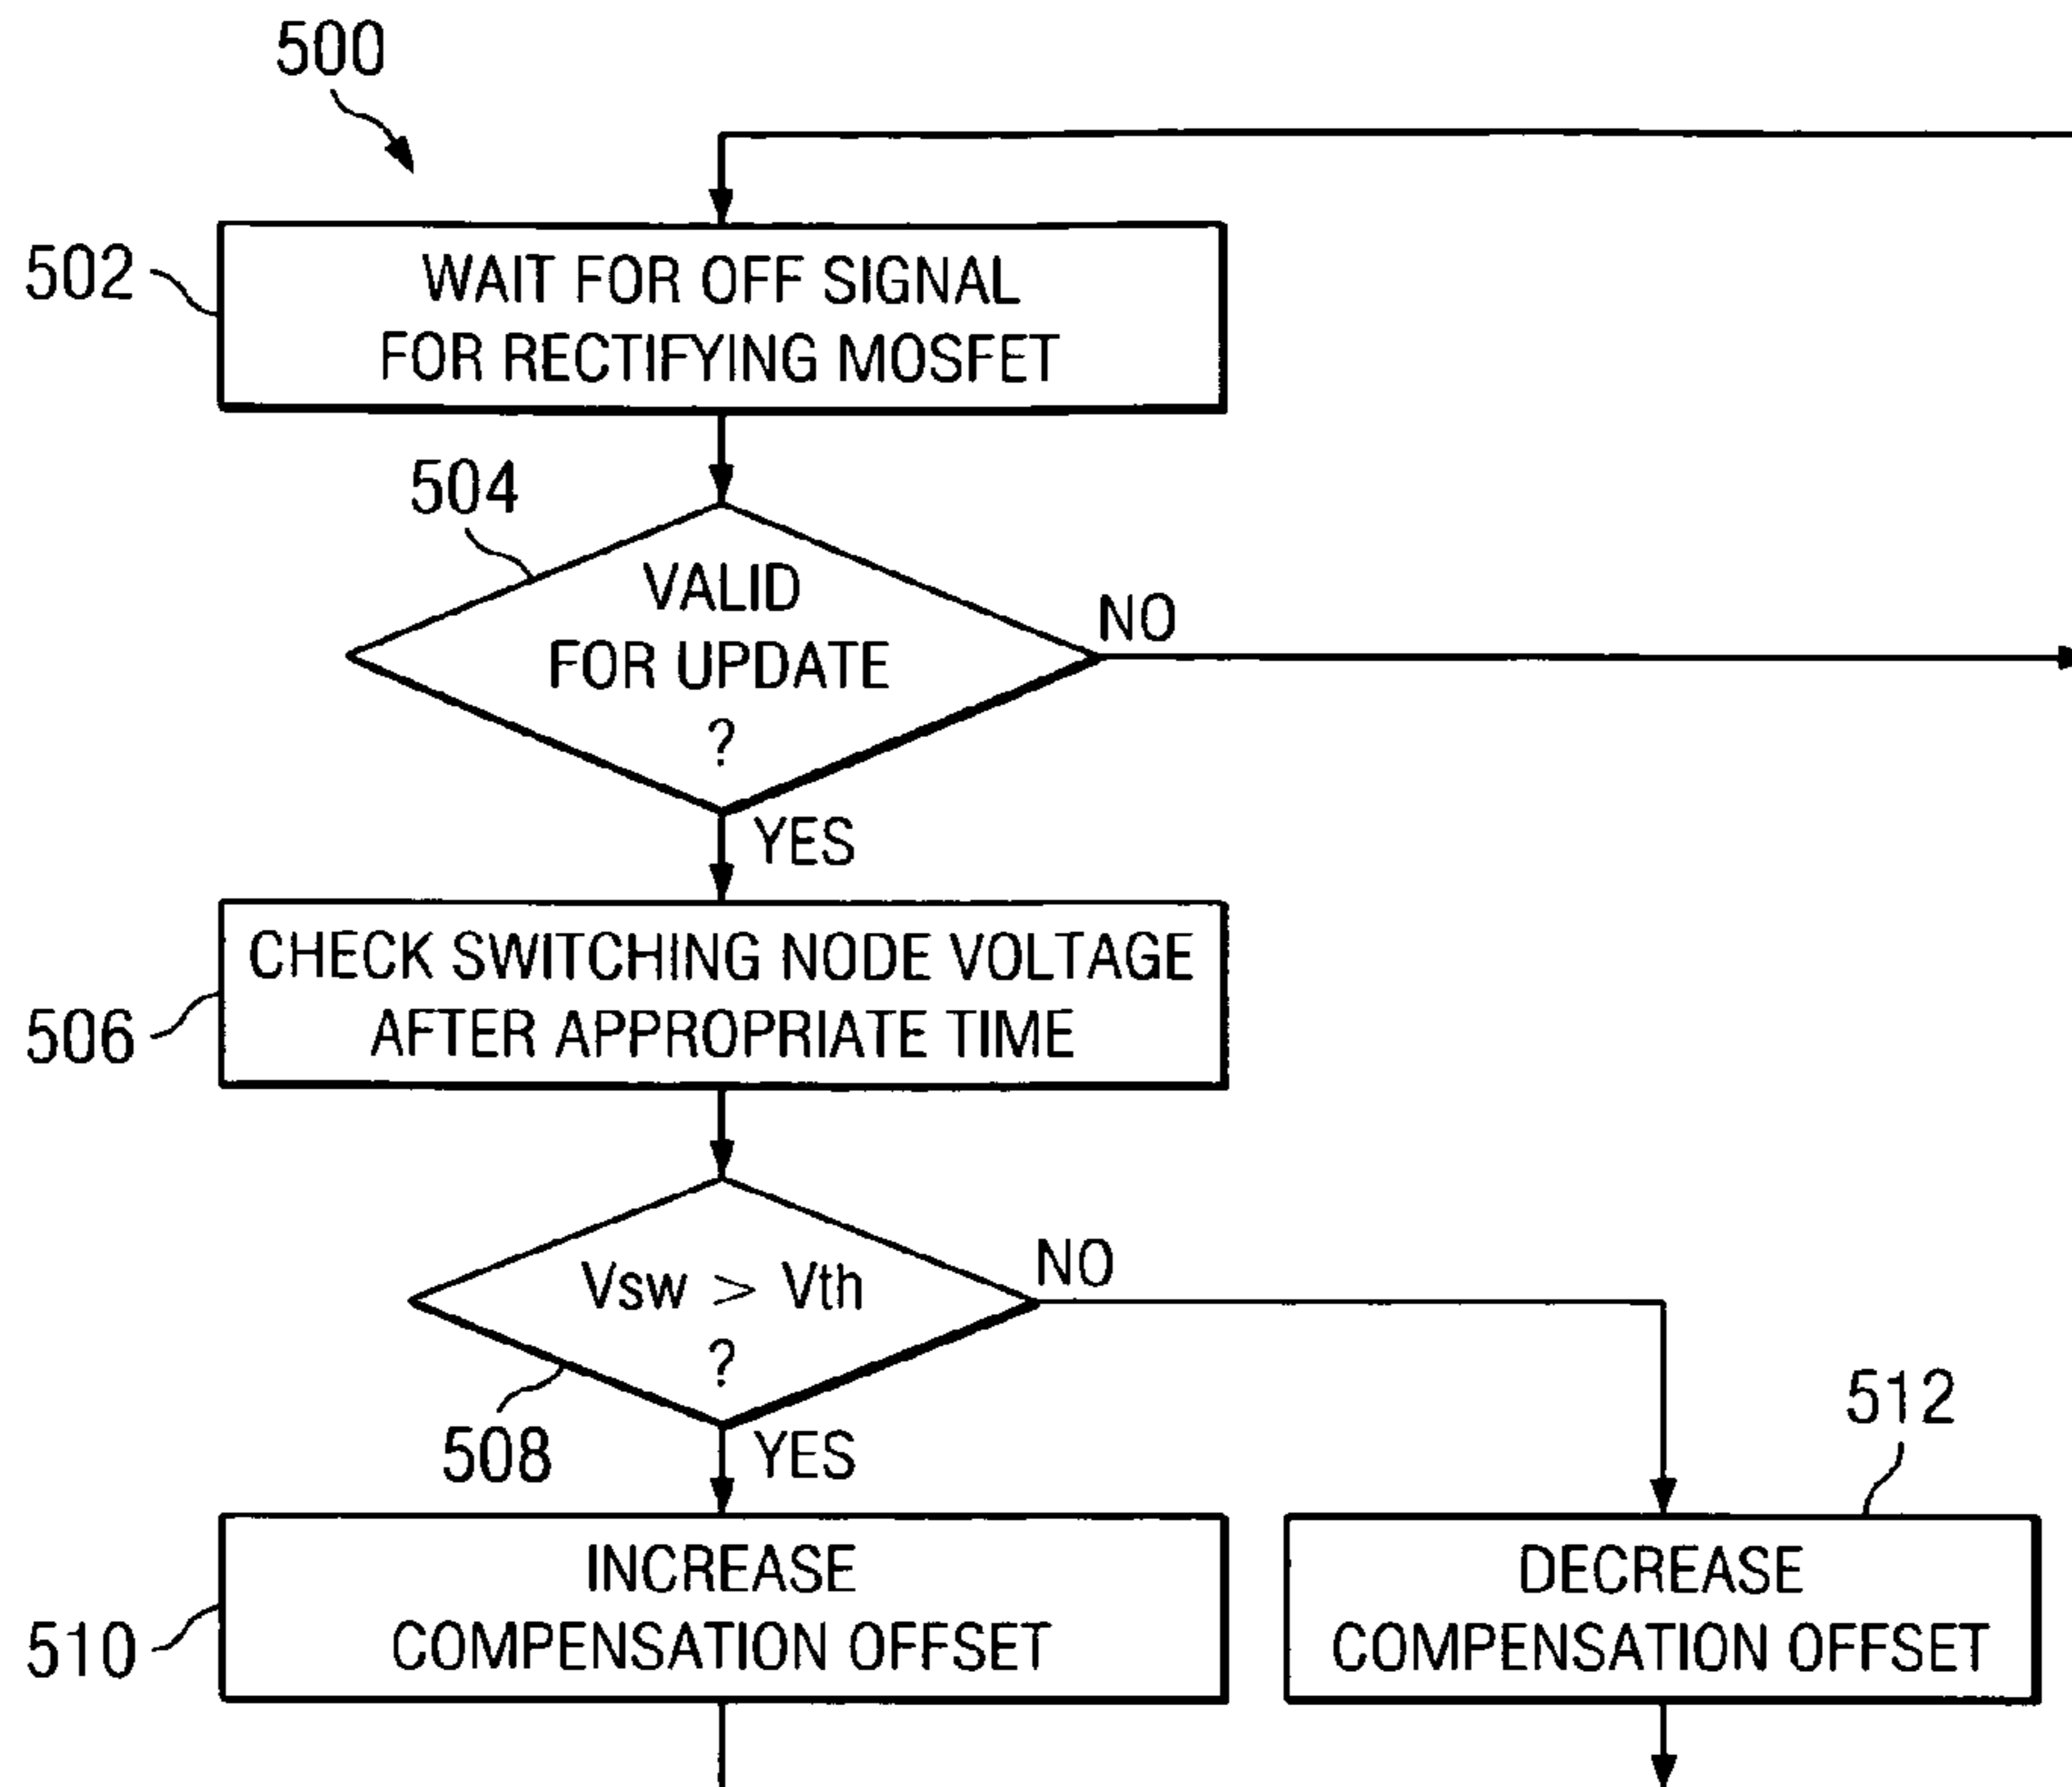 500
502
WAIT FOR OFF SIGNAL
FOR RECTIFYING MOSFET
504
VALID
FOR UPDATE
?
NO
YES
506
CHECK SWITCHING NODE VOLTAGE
AFTER APPROPRIATE TIME
Vsw > Vth
?
NO
508
YES
512
510
INCREASE
COMPENSATION OFFSET
DECREASE
COMPENSATION OFFSET